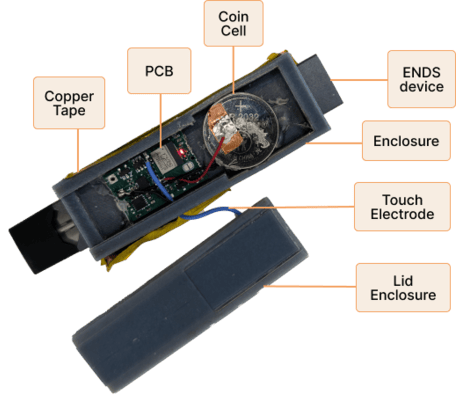 Coin
Cell
PCB
ENDS
device
Copper
Tape
Enclosure
Touch
Electrode
Lid
Enclosure